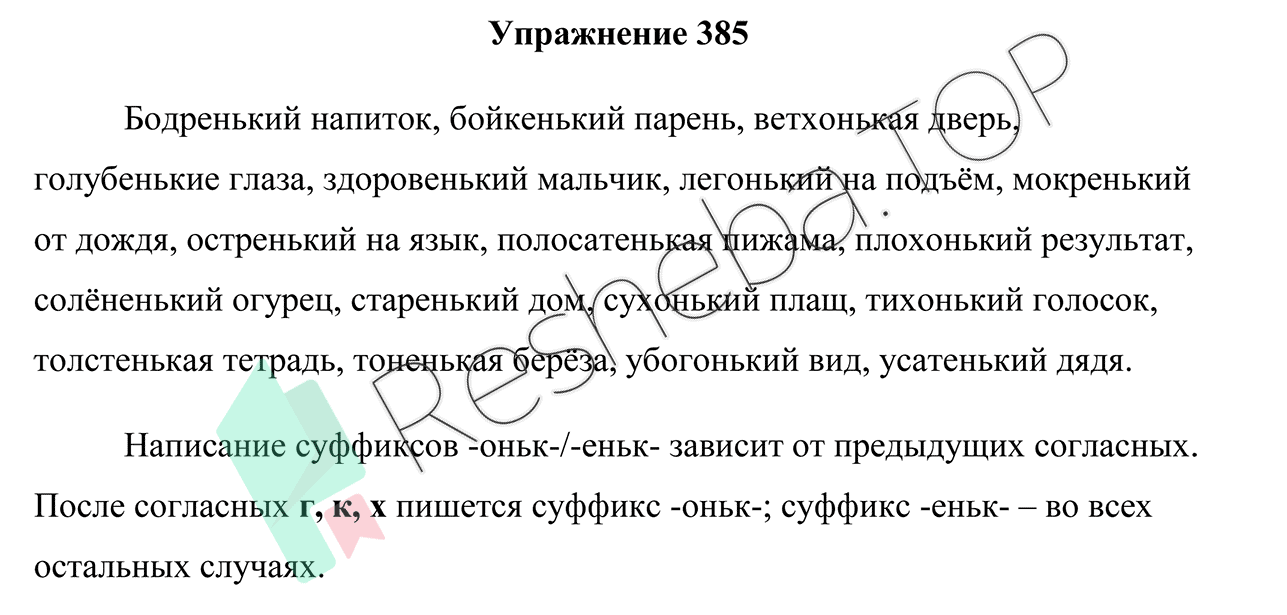 Упражнение 385
Бодренький напиток, бойкенький парень, ветхонькая дверь,
голубенькие глаза, здоровенький мальчик, легонький на подъём, мокренький
от дождя, остренький на язык, полосатенькая пижама, плохонький результат,
солёненький огурец, старенький дом, сухонький плащ, тихонький голосок,
толстенькая тетрадь, тоненькая берёза, убогонький вид, усатенький дядя.
Написание суффиксов -оньк-/-еньк- зависит от предыдущих согласных.
После согласных г, к, х пишется суффикс -оньк-; суффикс -еньк- – во всех
остальных случаях.
Resheba.TOP